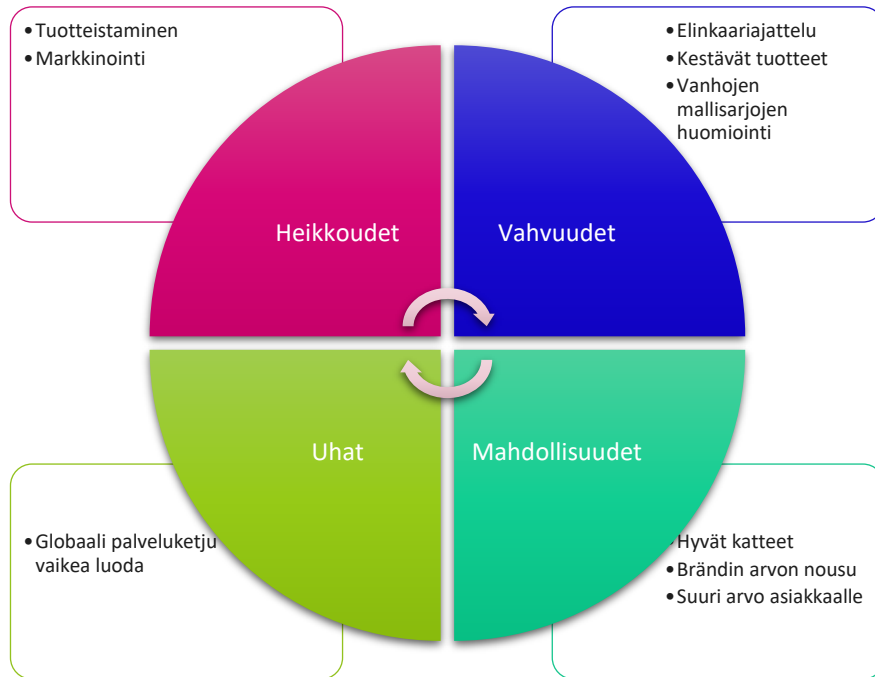 •Tuotteistaminen
•Markkinointi
•Elinkaariajattelu
•Kestävät tuotteet
•Vanhojen
mallisarjojen
huomiointi
Heikkoudet
Vahvuudet
Uhat
Mahdollisuudet
•Globaali palveluketju
vaikea luoda
•Hyvät katteet
•Brändin arvon nousu
•Suuri arvo asiakkaalle